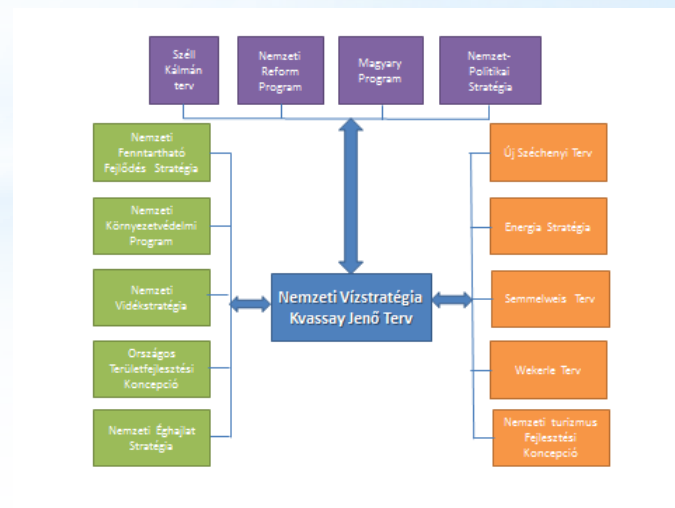 Széll
Kálmán
terv
Nemzeti
Reform
Program
Magyary
Program
Nemzet-
Politikai
Stratégia
Nemzeti
Fenntartható
Fejlődés Stratégia
Nemzeti
Környezetvédelmi
Program
Nemzeti
Vidékstratégia
Országos
Területfejlesztési
Koncepció
Nemzeti Éghajlat
Stratégia
Nemzeti Vízstratégia
Kvassay Jenő Terv
Új Széchenyi Terv
Energia Stratégia
Semmelweis Terv
Wekerle Terv
Nemzeti turizmus
Fejlesztési
Koncepció